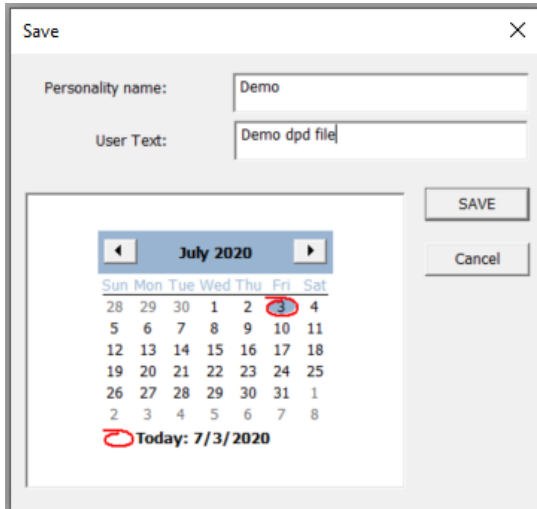 Save
Personality name: Demo
User Text: Demo dpd file
SAVE
Cancel
July 2020
Sun Mon Tue Wed Thu Fri Sat
28 29 30 1 2 3 4
5 6 7 8 9 10 11
12 13 14 15 16 17 18
19 20 21 22 23 24 25
26 27 28 29 30 31 1
2 3 4 5 6 7 8
Today: 7/3/2020